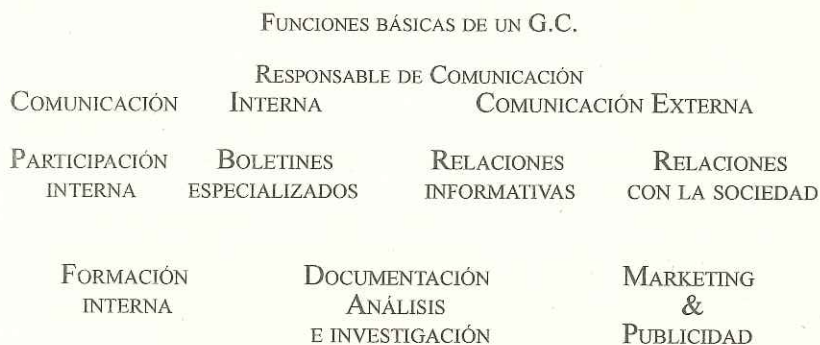 FUNCIONES BÁSICAS DE UN G.C.
RESPONSABLE DE COMUNICACIÓN
COMUNICACIÓN INTERNA COMUNICACIÓN EXTERNA
PARTICIPACIÓN BOLETINES RELACIONES RELACIONES
INTERNA ESPECIALIZADOS INFORMATIVAS CON LA SOCIEDAD
FORMACIÓN DOCUMENTACIÓN MARKETING
INTERNA ANÁLISIS &
E INVESTIGACIÓN PUBLICIDAD